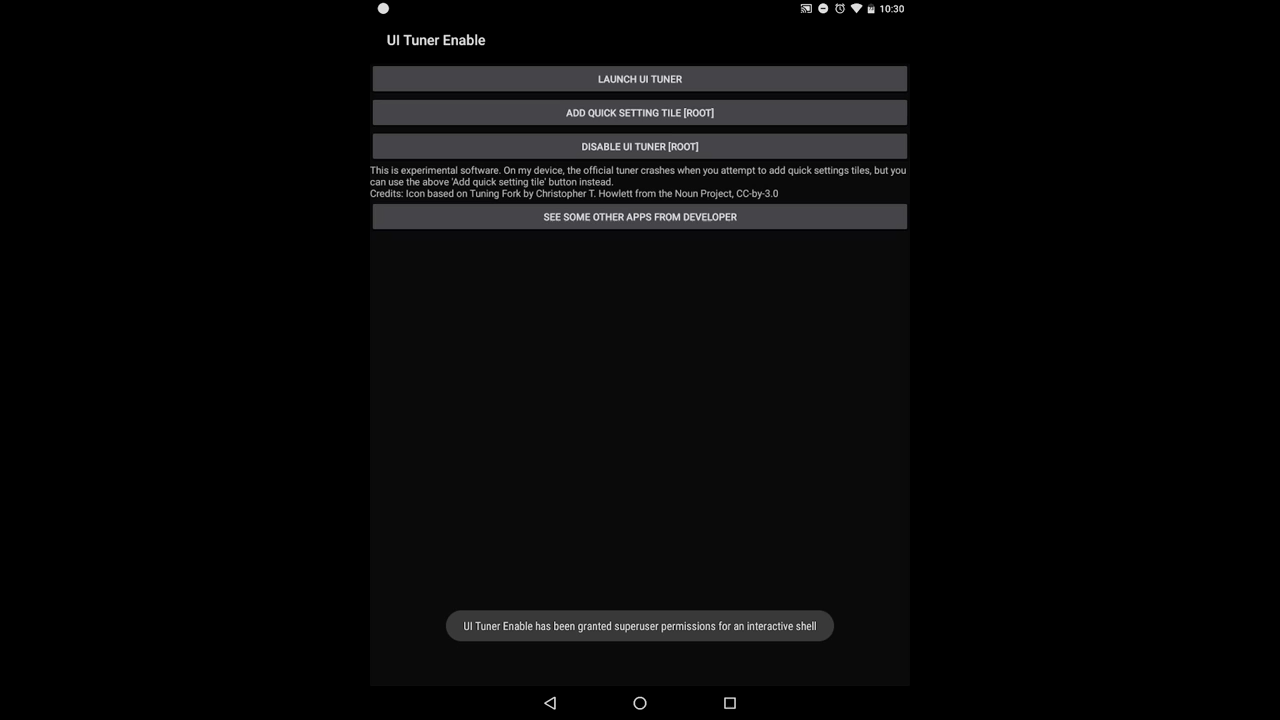 10:30
UI Tuner Enable
LAUNCH UI TUNER
ADD QUICK SETTING TILE [ROOT]
DISABLE UI TUNER [ROOT]
This is experimental software. On my device, the official tuner crashes when you attempt to add quick settings tiles, but you
can use the above 'Add quick setting tile' button instead.
Credits: Icon based on Tuning Fork by Christopher T. Howlett from the Noun Project, CC-by-3.0
SEE SOME OTHER APPS FROM DEVELOPER
UI Tuner Enable has been granted superuser permissions for an interactive shell